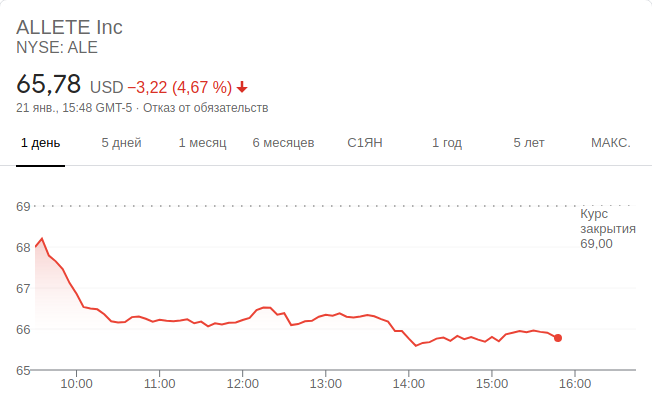 ALLETE Inc
NYSE: ALE
65,78 USD −3,22 (4,67 %)
21 янв., 15:48 GMT-5 · Отказ от обязательств
1 день 5 дней 1 месяц 6 месяцев С1ЯН 1 год 5 лет МАКС.
69
Курс
закрытия
69,00
68
67
66
65
10:00 11:00 12:00 13:00 14:00 15:00 16:00